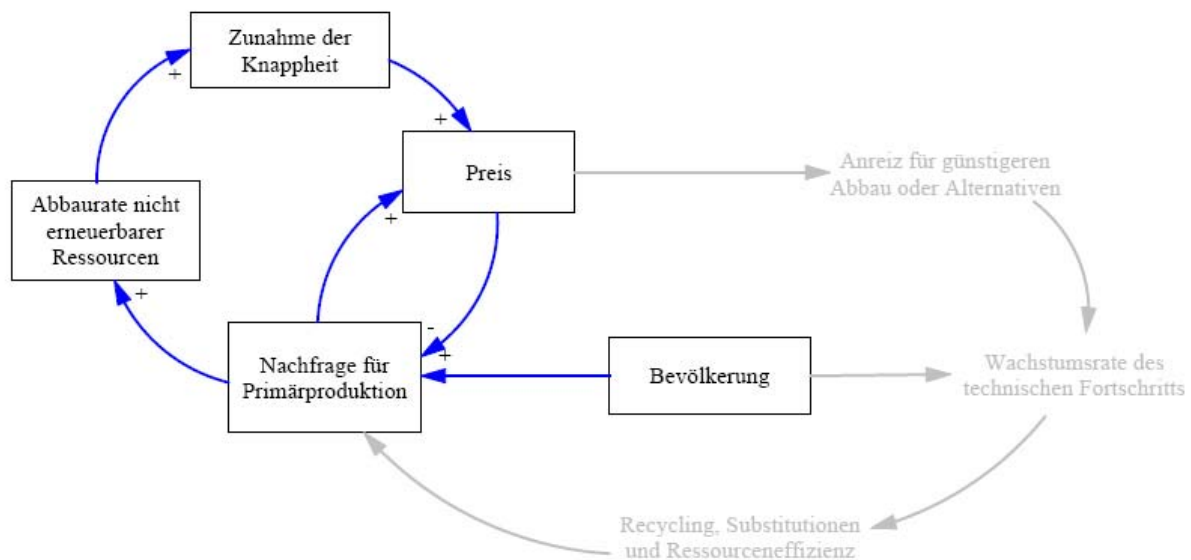 Zunahme der
Knappheit
+
+
Preis
Anreiz für günstigeren
Abbau oder Alternativen
Abbaurate nicht
erneuerbarer
Ressourcen
+
+
-
+
Nachfrage für
Primärproduktion
Bevölkerung
Wachstumsrate des
technischen Fortschritts
Recycling, Substitutionen
und Ressourceneffizienz